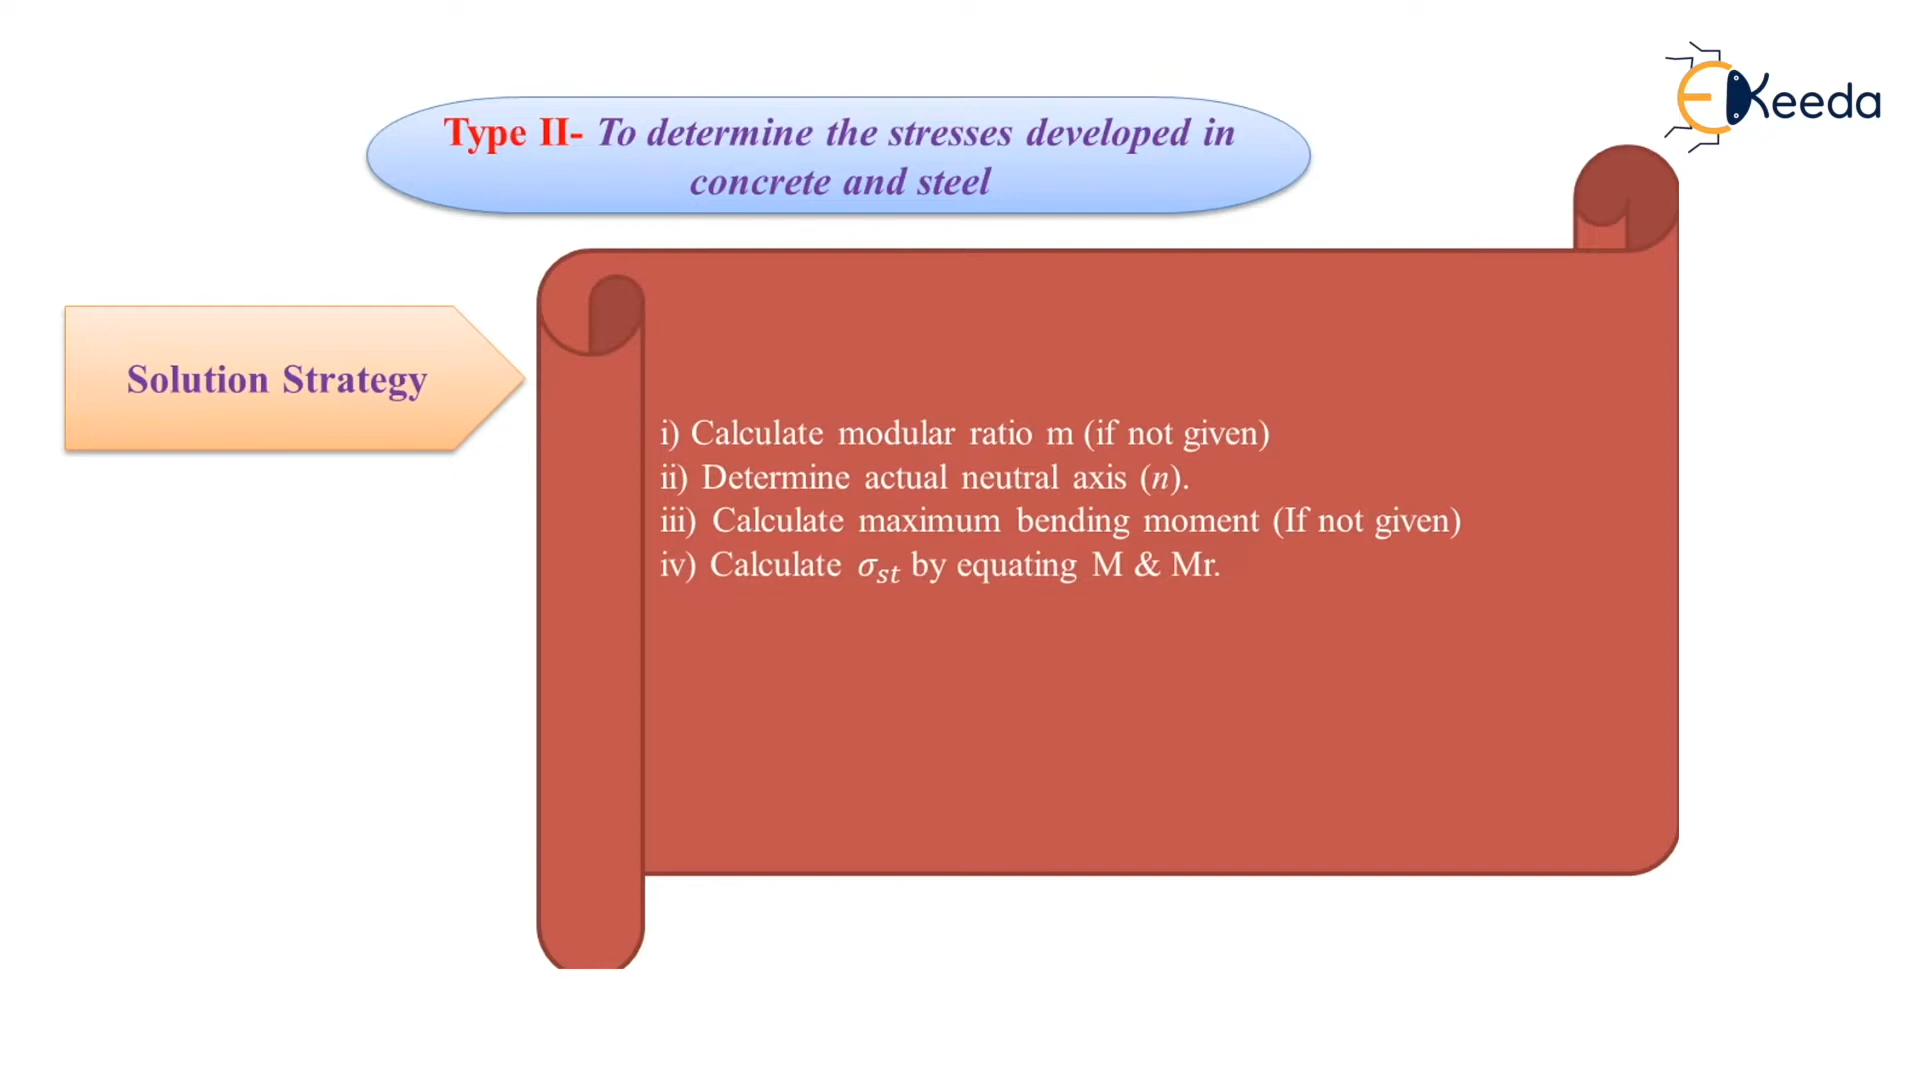 EKeeda
Type II- To determine the stresses developed in
concrete and steel
Solution Strategy
i) Calculate modular ratio m (if not given)
ii) Determine actual neutral axis (n).
iii) Calculate maximum bending moment (If not given)
iv) Calculate σst by equating M & Mr.